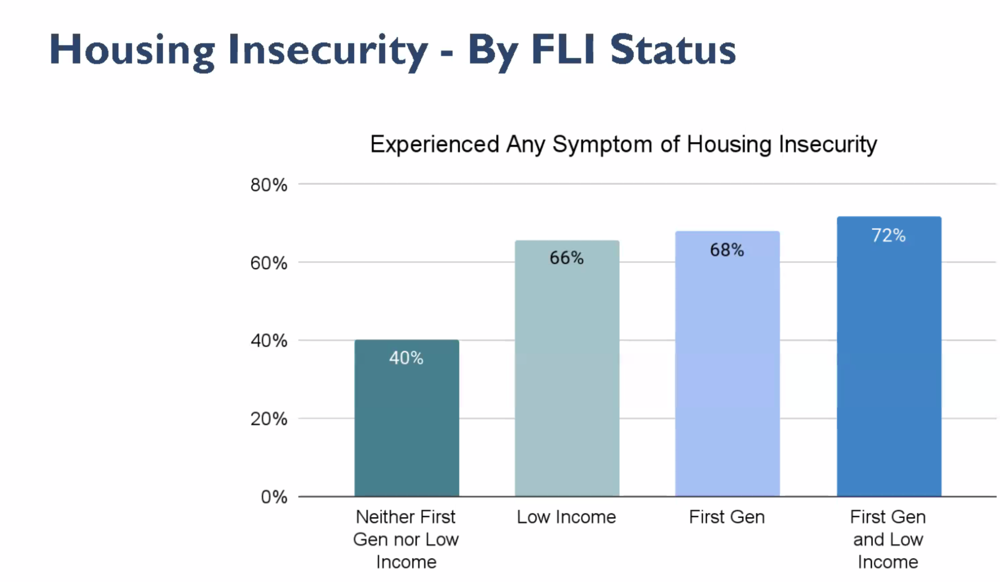 Housing Insecurity - By FLI Status
Experienced Any Symptom of Housing Insecurity
80%
60%
40%
20%
0%
40%
66%
68%
72%
Neither First
Gen nor Low
Income
Low Income
First Gen
First Gen
and Low
Income